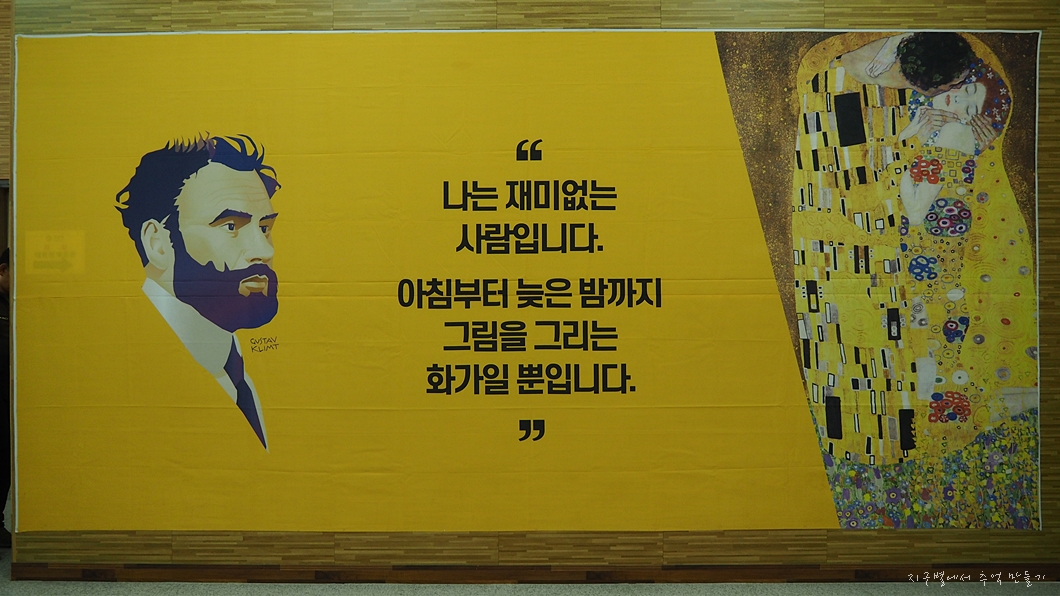 “
나는 재미없는
사람입니다.
아침부터 늦은 밤까지
그림을 그리는
화가일 뿐입니다.
”
GUSTAV
KLIMT
지구별에서 추억 만들기